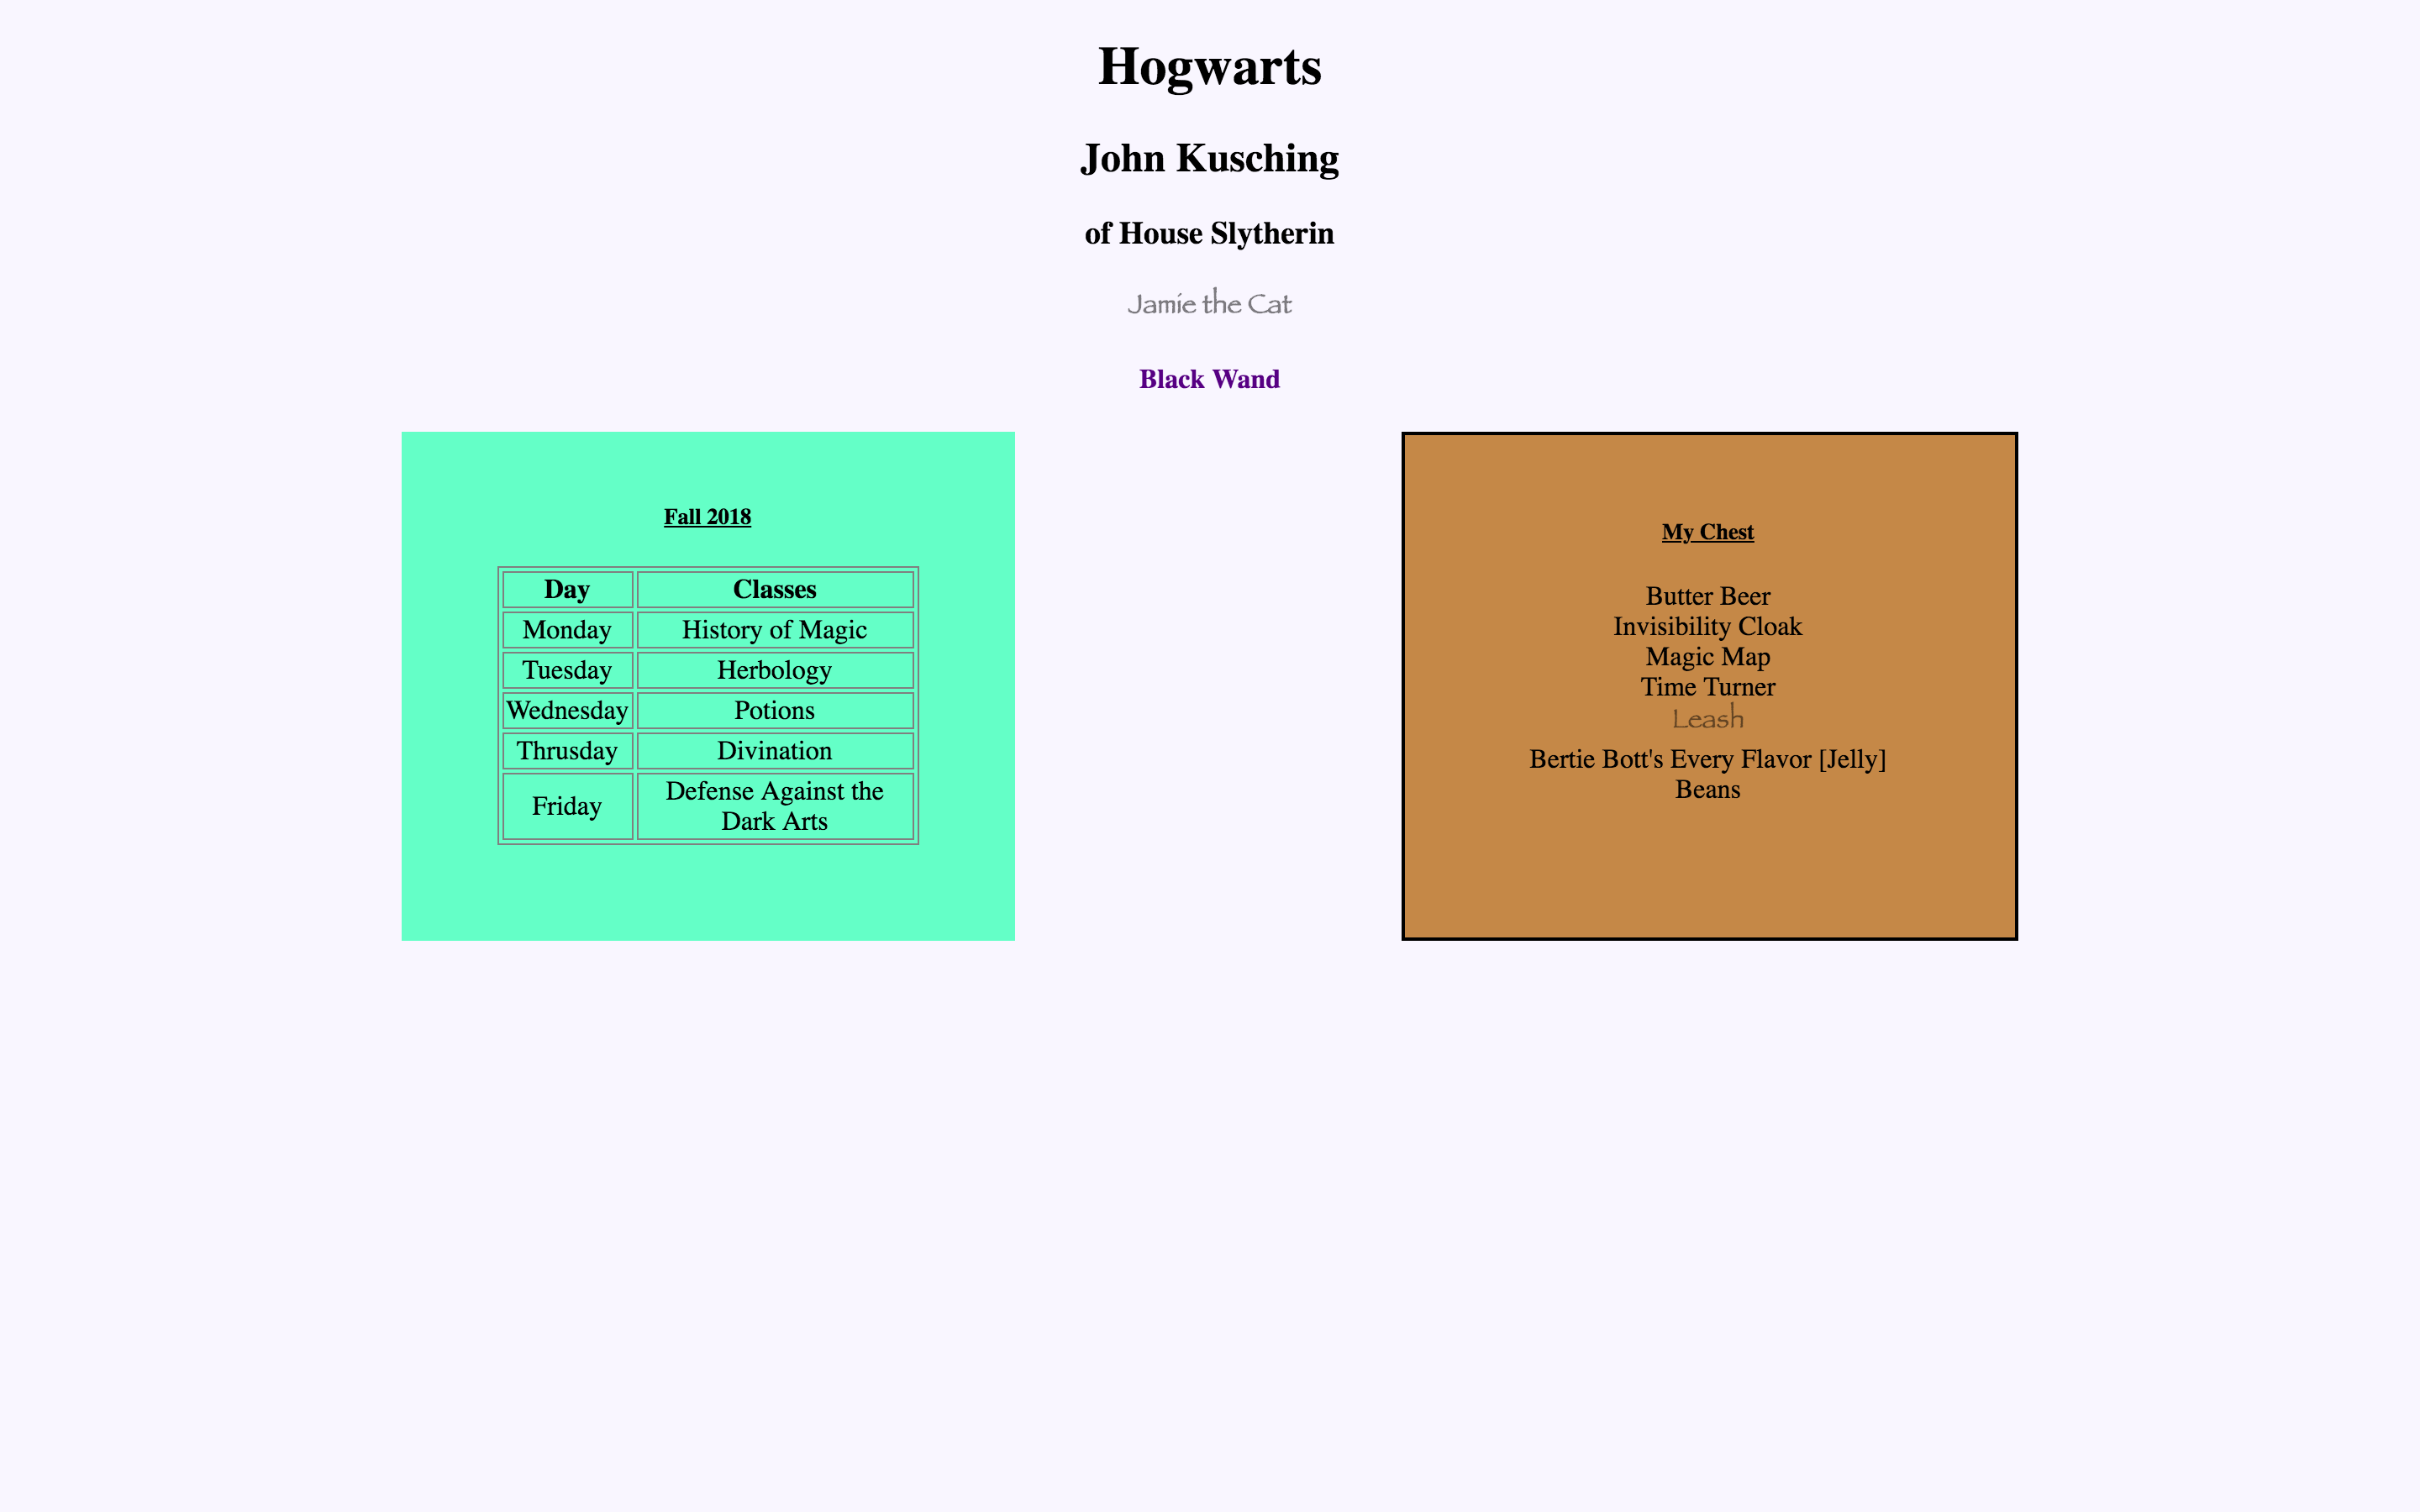 Hogwarts
John Kusching
of House Slytherin
Jamie the Cat
Black Wand
Fall 2018
Day Classes
Monday History of Magic
Tuesday Herbology
Wednesday Potions
Thrusday Divination
Friday Defense Against the
Dark Arts
My Chest
Butter Beer
Invisibility Cloak
Magic Map
Time Turner
Leash
Bertie Bott's Every Flavor [Jelly]
Beans